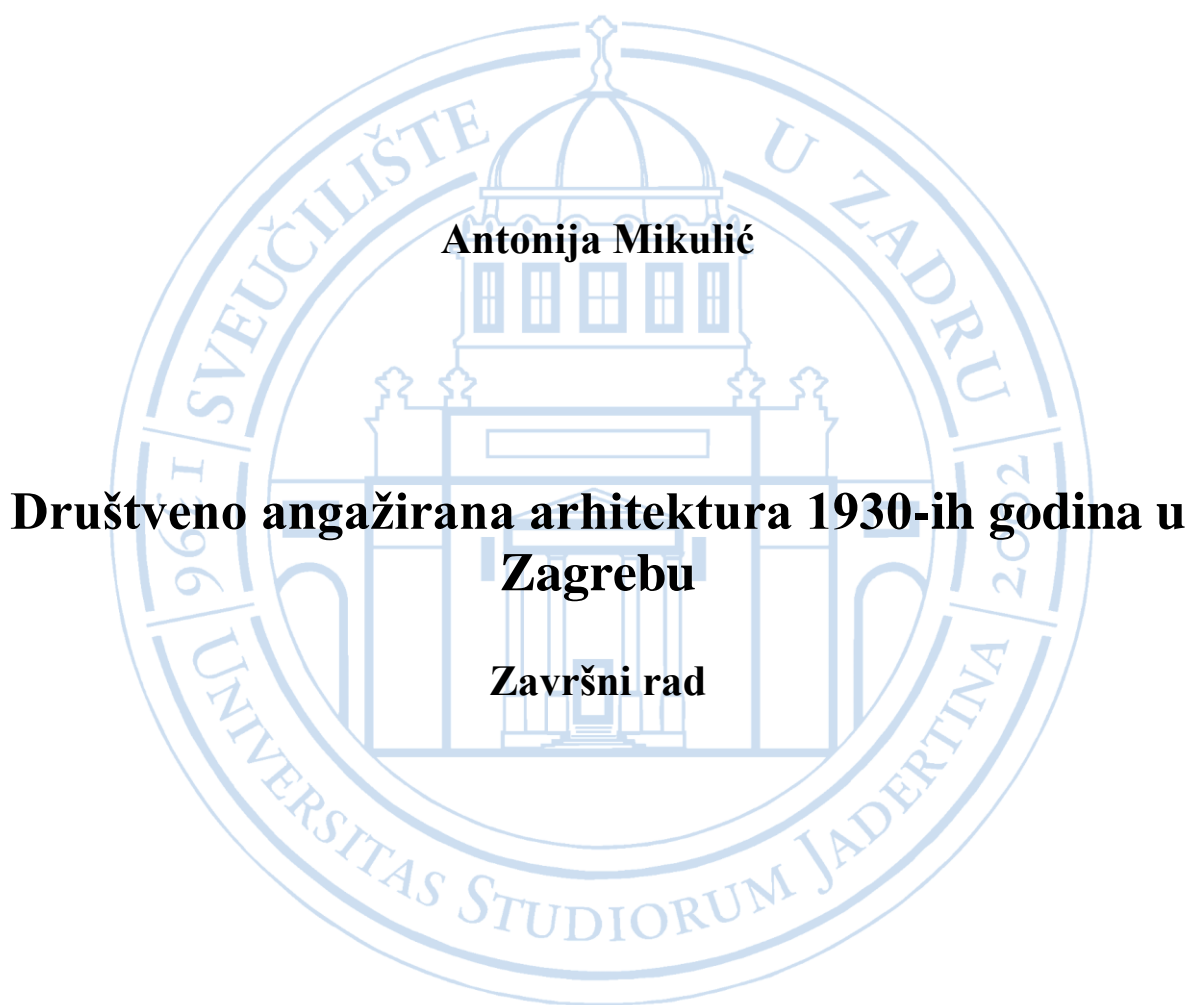 Antonija Mikulić
Društveno angažirana arhitektura 1930-ih godina u
Zagrebu
Završni rad
SVEUČILIŠTE U ZADRU
1396
2002
UNIVERSITAS STUDIORUM JADERTINA